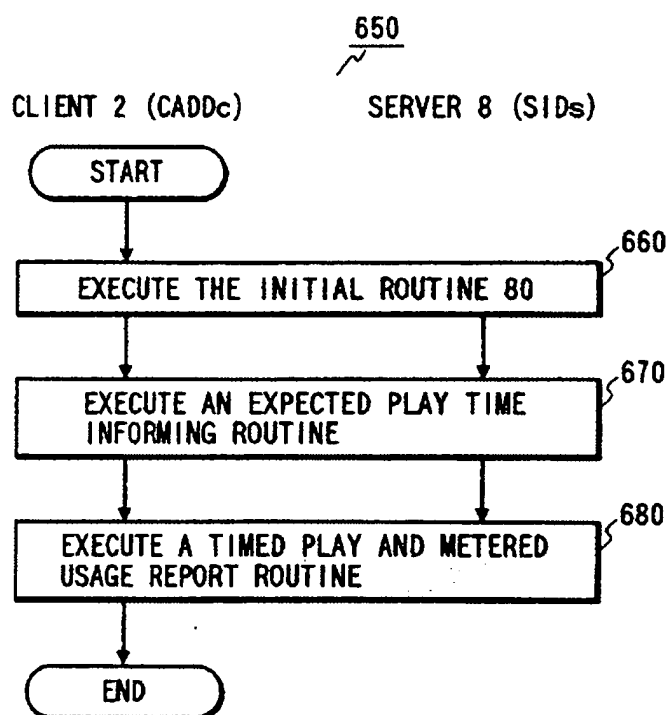 650
CLIENT 2 (CADDc) SERVER 8 (SIDs)
START
660
EXECUTE THE INITIAL ROUTINE 80
670
EXECUTE AN EXPECTED PLAY TIME
INFORMING ROUTINE
680
EXECUTE A TIMED PLAY AND METERED
USAGE REPORT ROUTINE
END